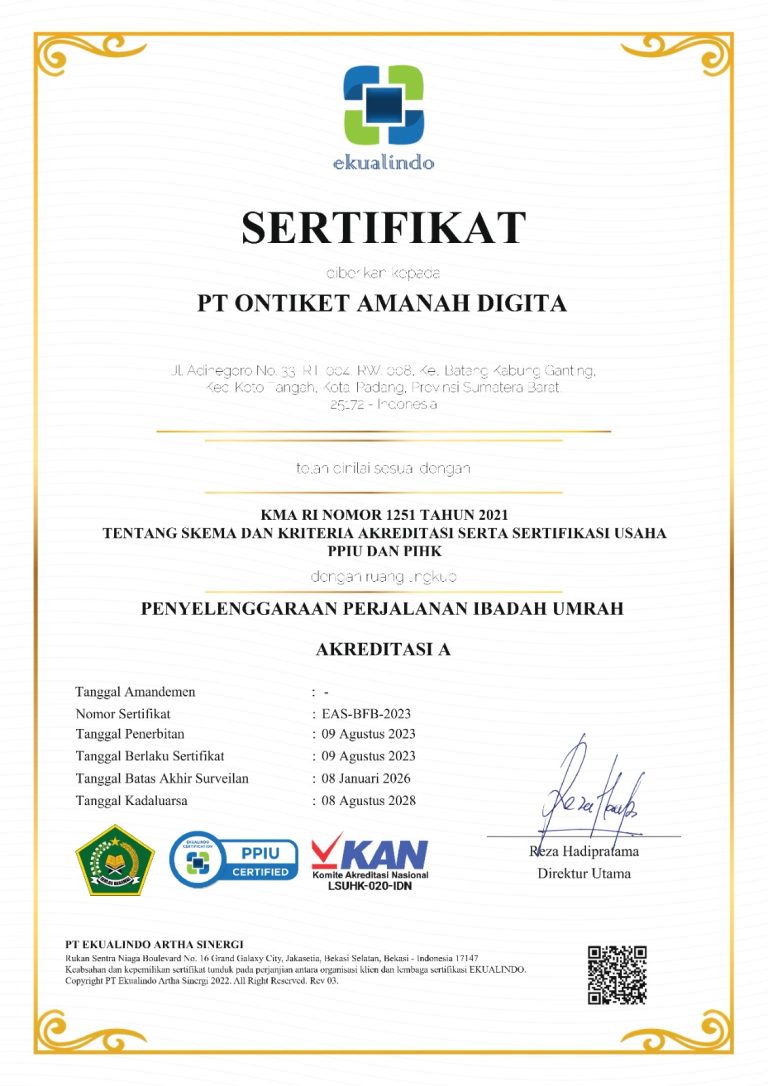 ekualindo
SERTIFIKAT
diberikan kepada
PT ONTIKET AMANAH DIGITA
Jl. Adinegoro No. 33, RT. 004, RW. 008, Kel. Batang Kabung Ganting,
Kec. Koto Tangah, Kota. Padang, Provinsi Sumatera Barat.
25172 - Indonesia
telah dinilai sesuai dengan
KMA RI NOMOR 1251 TAHUN 2021
TENTANG SKEMA DAN KRITERIA AKREDITASI SERTA SERTIFIKASI USAHA
PPIU DAN PIHK
dengan ruang lingkup
PENYELENGGARAAN PERJALANAN IBADAH UMRAH
AKREDITASI A
Tanggal Amandemen : -
Nomor Sertifikat : EAS-BFB-2023
Tanggal Penerbitan : 09 Agustus 2023
Tanggal Berlaku Sertifikat : 09 Agustus 2023
Tanggal Batas Akhir Surveilan : 08 Januari 2026
Tanggal Kadaluarsa : 08 Agustus 2028
Reza Hadipratama
Direktur Utama
EKUALINDO
CERTIFICATION
PPIU
CERTIFIED
KAN
Komite Akreditasi Nasional
LSUHK-020-IDN
PT EKUALINDO ARTHA SINERGI
Rukan Sentra Niaga Boulevard No. 16 Grand Galaxy City, Jakasetia, Bekasi Selatan, Bekasi - Indonesia 17147
Keabsahan dan kepemilikan sertifikat tunduk pada perjanjian antara organisasi klien dan lembaga sertifikasi EKUALINDO.
Copyright PT Ekualindo Artha Sinergi 2022. All Right Reserved. Rev 03.